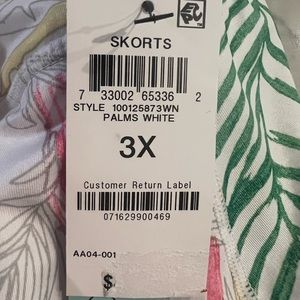 SKORTS
7 33002 65336 2
STYLE 100125873WN
PALMS WHITE
3X
Customer Return Label
071629900469
AA04-001
$